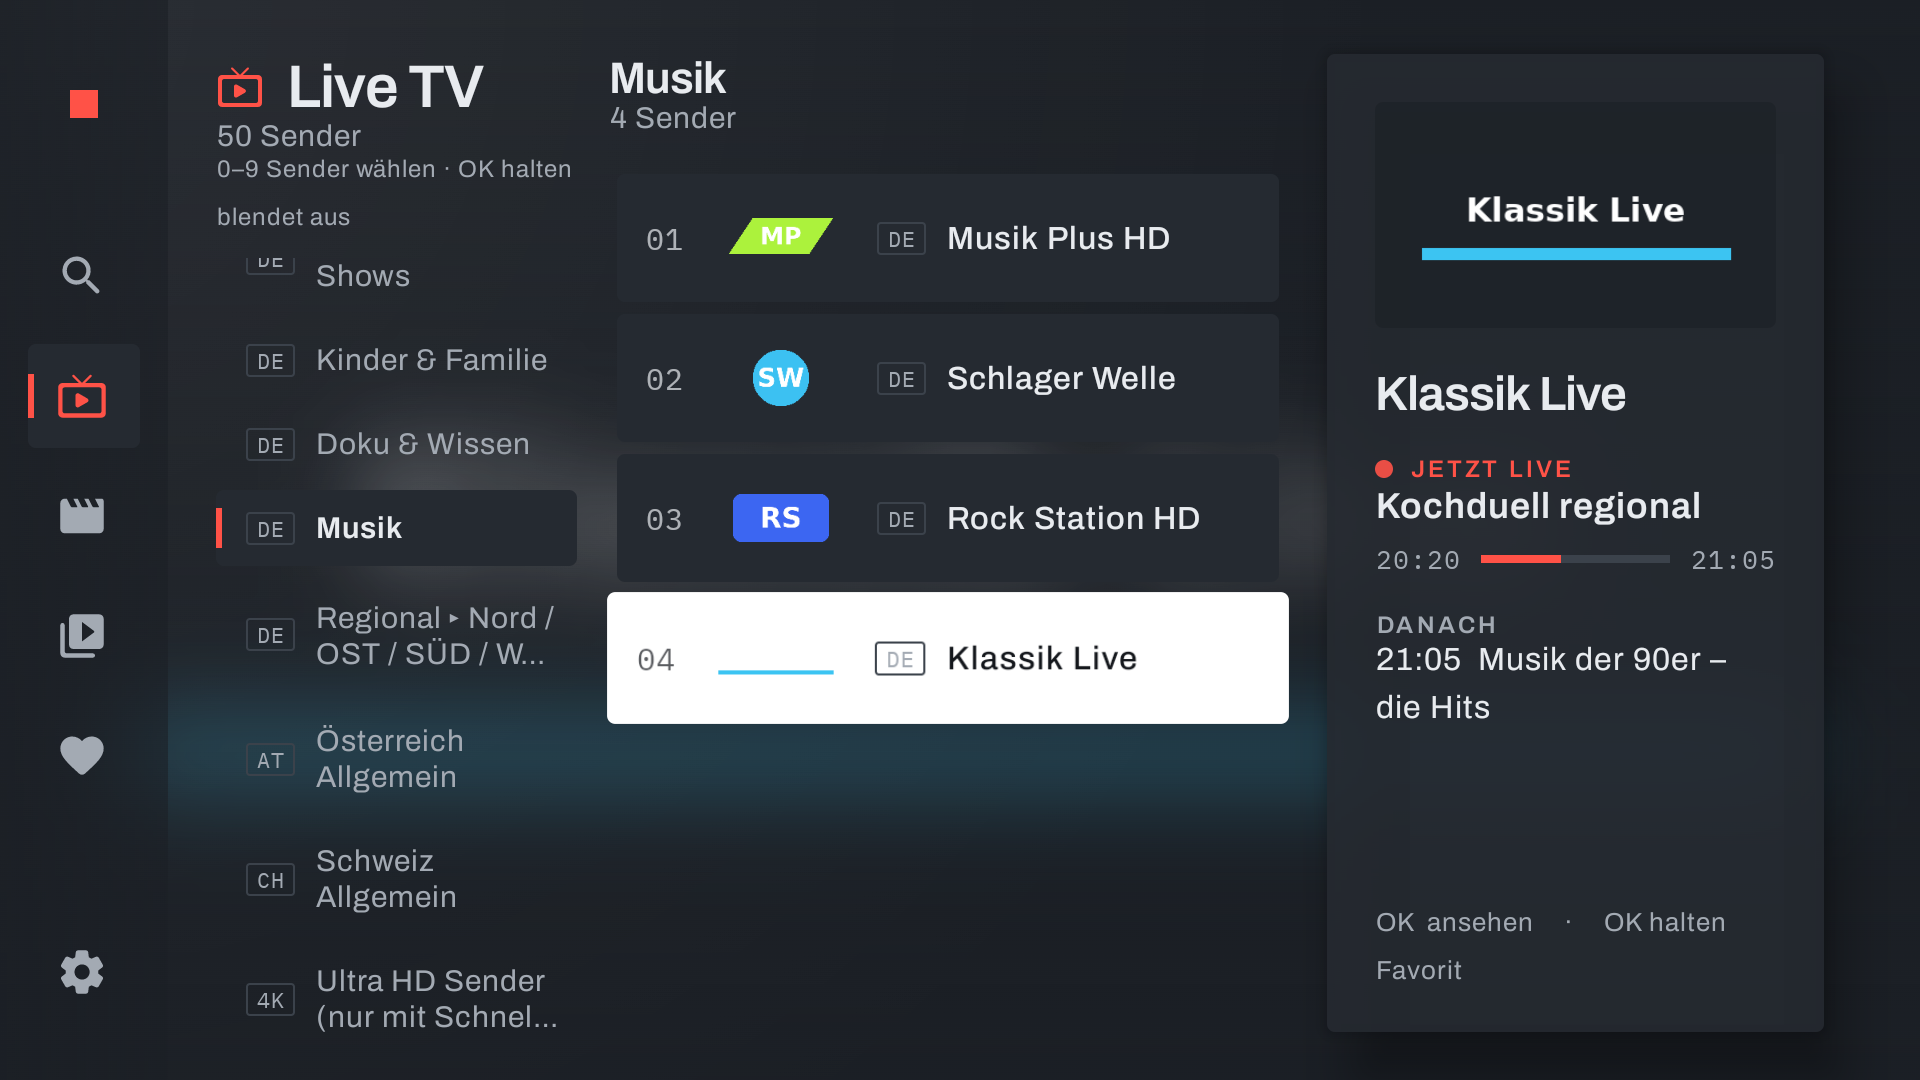 Live TV
50 Sender
0–9 Sender wählen · OK halten
blendet aus
DE Shows
DE Kinder & Familie
DE Doku & Wissen
DE Musik
DE Regional ▸ Nord /
OST / SÜD / W...
AT Österreich
Allgemein
CH Schweiz
Allgemein
4K Ultra HD Sender
(nur mit Schnel...
Musik
4 Sender
01 MP DE Musik Plus HD
02 SW DE Schlager Welle
03 RS DE Rock Station HD
04 DE Klassik Live
Klassik Live
Klassik Live
JETZT LIVE
Kochduell regional
20:20 21:05
DANACH
21:05 Musik der 90er –
die Hits
OK ansehen · OK halten
Favorit